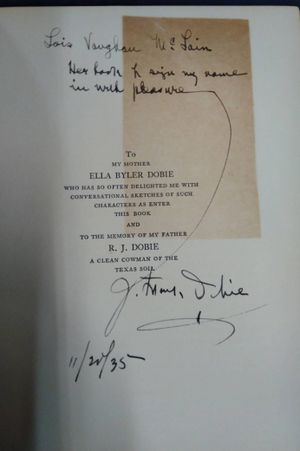 Lois Vaughan McLain
Her book to sign my name
in with pleasure
TO
MY MOTHER
ELLA BYLER DOBIE
WHO HAS SO OFTEN DELIGHTED ME WITH
CONVERSATIONAL SKETCHES OF SUCH
CHARACTERS AS ENTER
THIS BOOK
AND
TO THE MEMORY OF MY FATHER
R. J. DOBIE
A CLEAN COWMAN OF THE
TEXAS SOIL
J. Frank Dobie
11/20/35